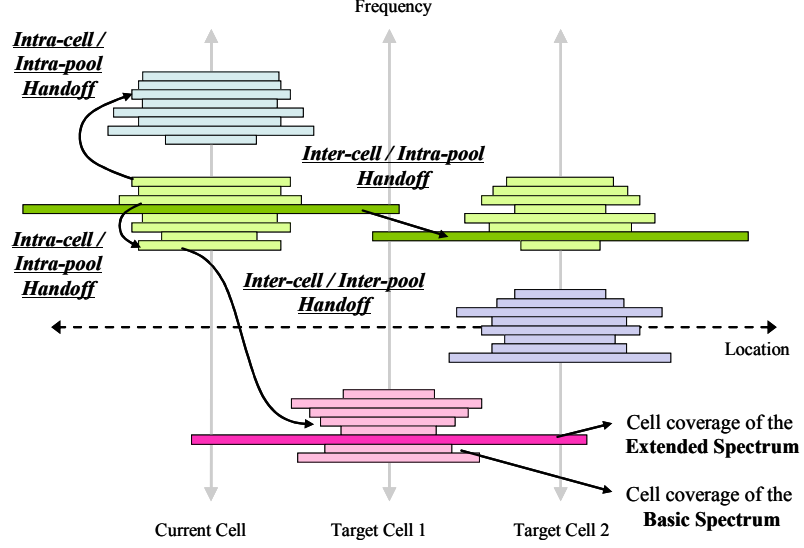 Frequency
Intra-cell /
Intra-pool
Handoff
Inter-cell / Intra-pool
Handoff
Intra-cell /
Intra-pool
Handoff
Inter-cell / Inter-pool
Handoff
Location
Cell coverage of the
Extended Spectrum
Cell coverage of the
Basic Spectrum
Current Cell
Target Cell 1
Target Cell 2